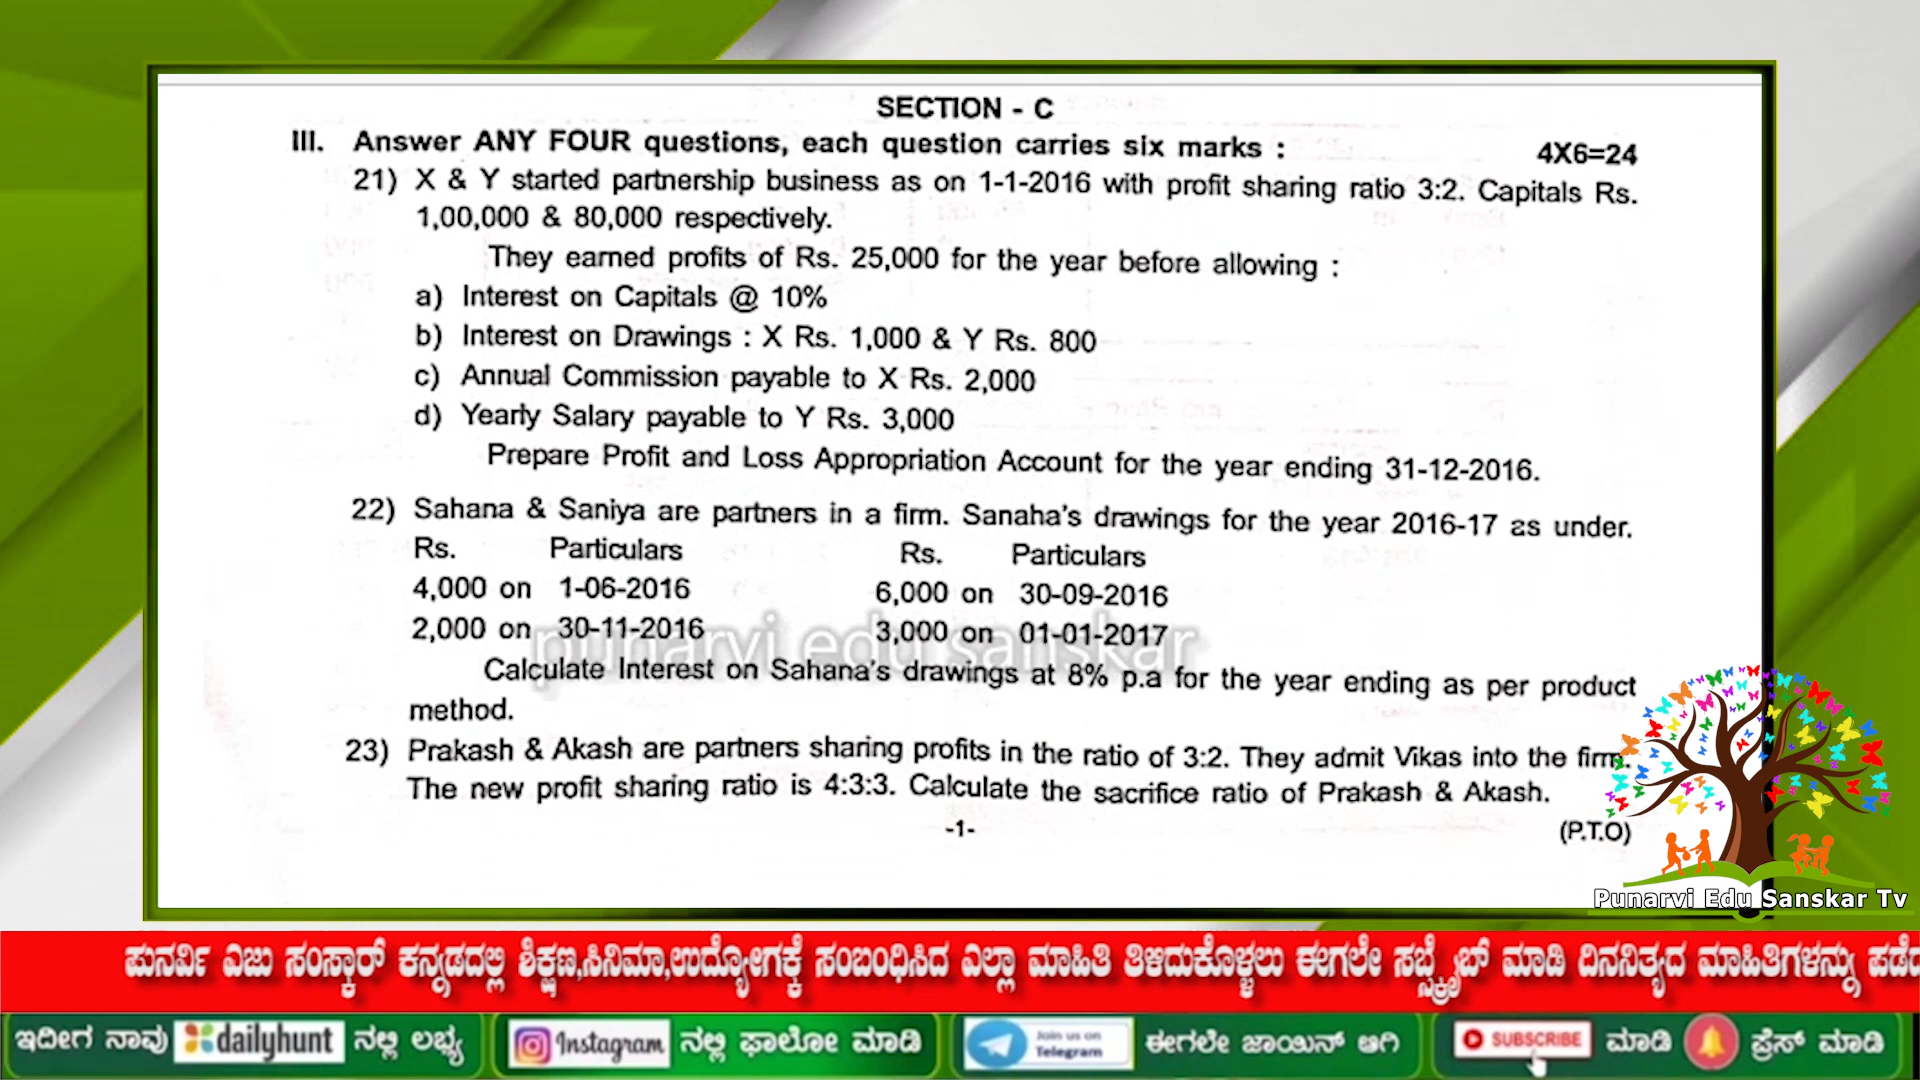 SECTION - C
III. Answer ANY FOUR questions, each question carries six marks : 4X6=24
21) X & Y started partnership business as on 1-1-2016 with profit sharing ratio 3:2. Capitals Rs.
1,00,000 & 80,000 respectively.
They earned profits of Rs. 25,000 for the year before allowing :
a) Interest on Capitals @ 10%
b) Interest on Drawings : X Rs. 1,000 & Y Rs. 800
c) Annual Commission payable to X Rs. 2,000
d) Yearly Salary payable to Y Rs. 3,000
Prepare Profit and Loss Appropriation Account for the year ending 31-12-2016.
22) Sahana & Saniya are partners in a firm. Sanaha's drawings for the year 2016-17 as under.
Rs. Particulars Rs. Particulars
4,000 on 1-06-2016 6,000 on 30-09-2016
2,000 on 30-11-2016 3,000 on 01-01-2017
punarvi edu sanskar
Calculate Interest on Sahana's drawings at 8% p.a for the year ending as per product
method.
23) Prakash & Akash are partners sharing profits in the ratio of 3:2. They admit Vikas into the firm.
The new profit sharing ratio is 4:3:3. Calculate the sacrifice ratio of Prakash & Akash.
-1-
(P.T.O)
Punarvi Edu Sanskar Tv
ಪುನರ್ವಿ ಎಜು ಸಂಸ್ಕಾರ್ ಕನ್ನಡದಲ್ಲಿ ಶಿಕ್ಷಣ,ಸಿನಿಮಾ,ಉದ್ಯೋಗಕ್ಕೆ ಸಂಬಂಧಿಸಿದ ಎಲ್ಲಾ ಮಾಹಿತಿ ತಿಳಿದುಕೊಳ್ಳಲು ಈಗಲೇ ಸಬ್ಸ್ಕ್ರೈಬ್ ಮಾಡಿ ದಿನನಿತ್ಯದ ಮಾಹಿತಿಗಳನ್ನು
ಇದೀಗ ನಾವು dailyhunt ನಲ್ಲಿ ಲಭ್ಯ Instagram ನಲ್ಲಿ ಫಾಲೋ ಮಾಡಿ Join us on Telegram ಈಗಲೇ ಜಾಯಿನ್ ಆಗಿ SUBSCRIBE ಮಾಡಿ ಪ್ರೆಸ್ ಮಾಡಿ